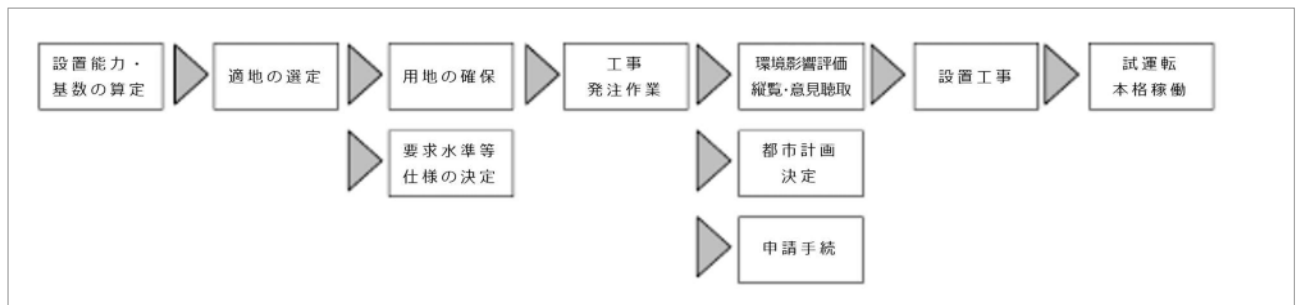 設置能力・
基数の算定
適地の選定
用地の確保
要求水準等
仕様の決定
工事
発注作業
環境影響評価
縦覧・意見聴取
都市計画
決定
申請手続
設置工事
試運転
本格稼働